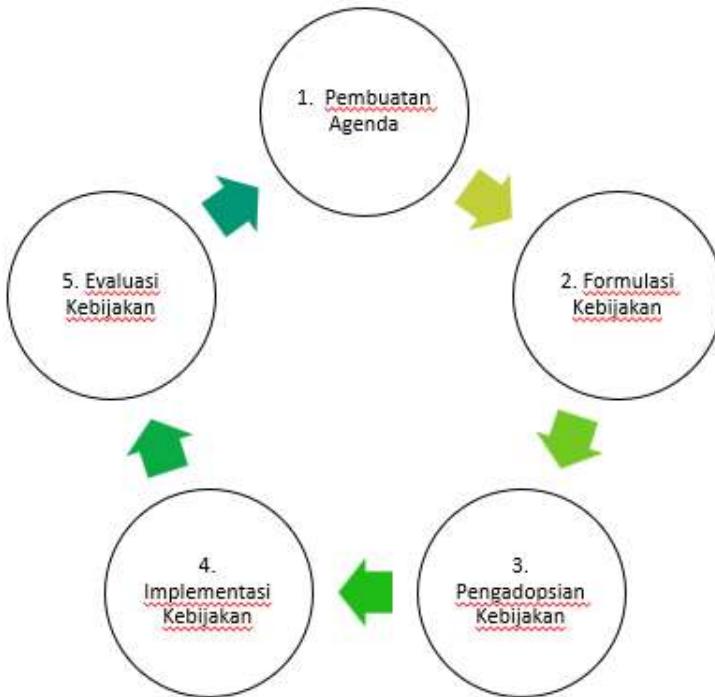 1. Pembuatan
Agenda
2. Formulasi
Kebijakan
3.
Pengadopsian
Kebijakan
4.
Implementasi
Kebijakan
5. Evaluasi
Kebijakan